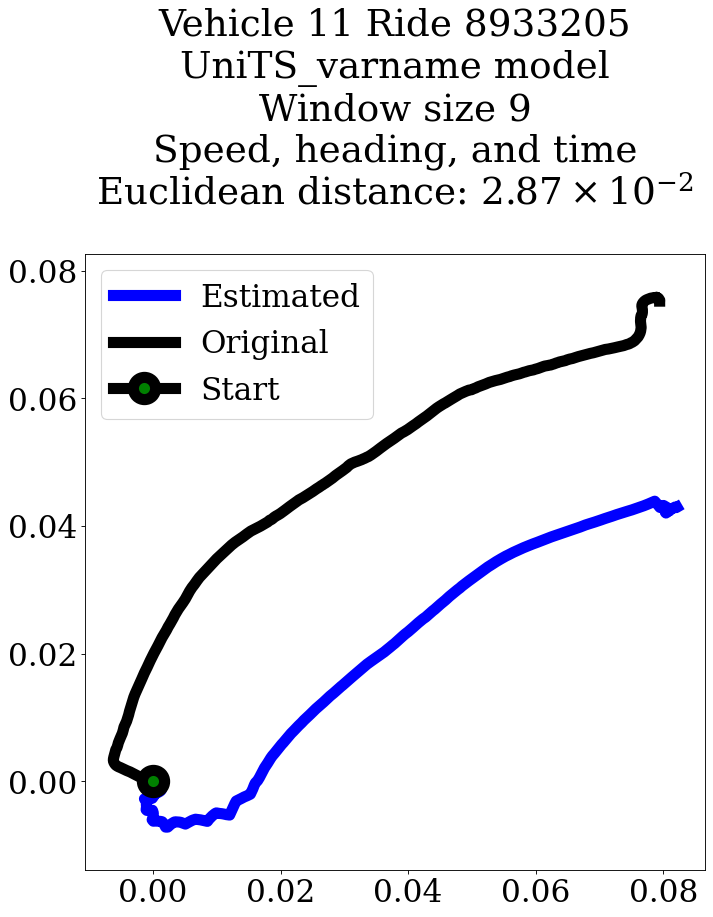 Vehicle 11 Ride 8933205
UniTS_varname model
Window size 9
Speed, heading, and time
Euclidean distance: 2.87 × 10⁻²
0.08
0.06
0.04
0.02
0.00
Estimated
Original
Start
0.00 0.02 0.04 0.06 0.08